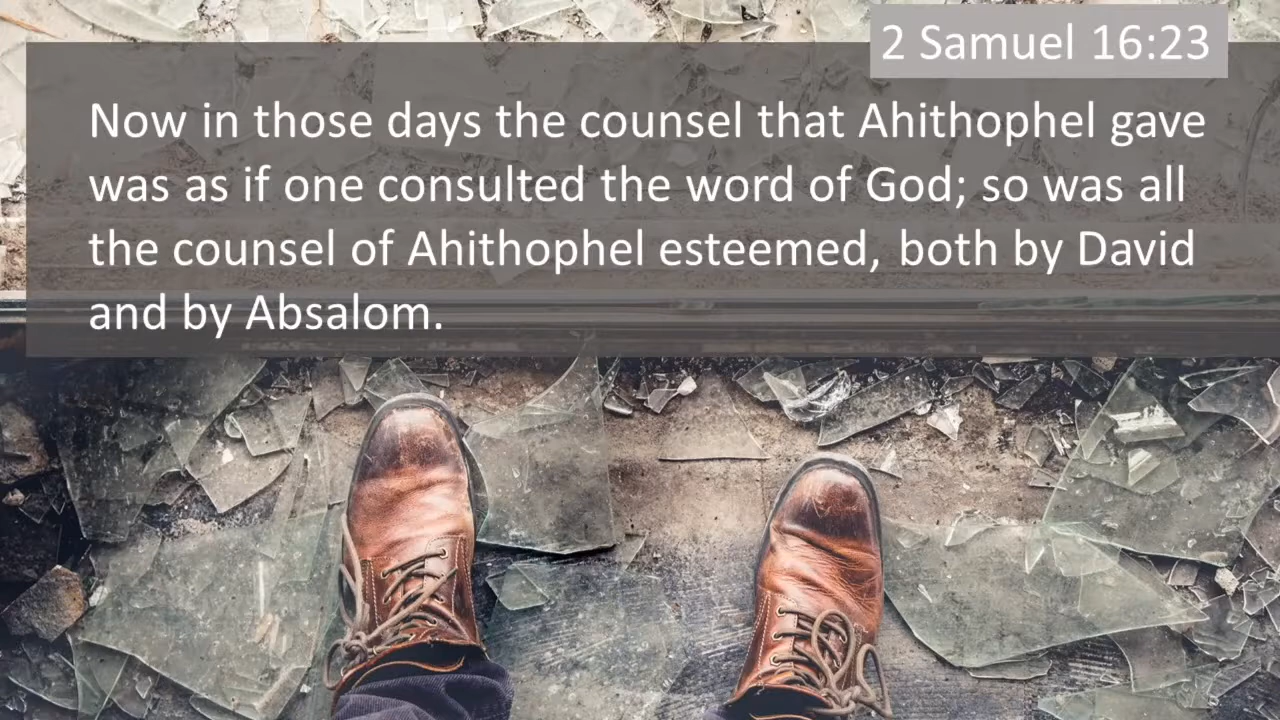 2 Samuel 16:23
Now in those days the counsel that Ahithophel gave
was as if one consulted the word of God; so was all
the counsel of Ahithophel esteemed, both by David
and by Absalom.